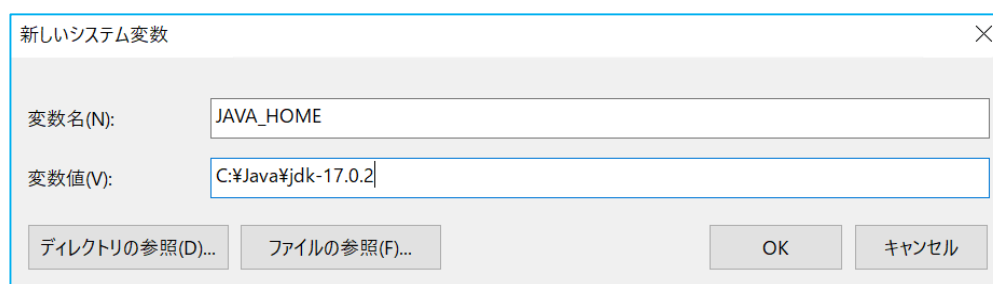 新しいシステム変数
変数名(N):
JAVA_HOME
変数値(V):
C:¥Java¥jdk-17.0.2
ディレクトリの参照(D)... ファイルの参照(F)... OK キャンセル